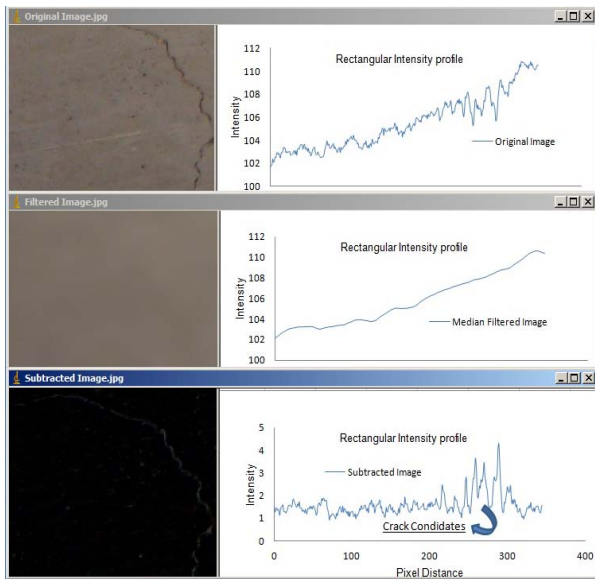 Original Image.jpg
Rectangular Intensity profile
Intensity
112
110
108
106
104
102
100
Original Image
Filtered Image.jpg
Rectangular Intensity profile
Intensity
112
110
108
106
104
102
100
Median Filtered Image
Subtracted Image.jpg
Rectangular Intensity profile
Intensity
5
4
3
2
1
0
Subtracted Image
Crack Candidates
0 100 200 300 400
Pixel Distance